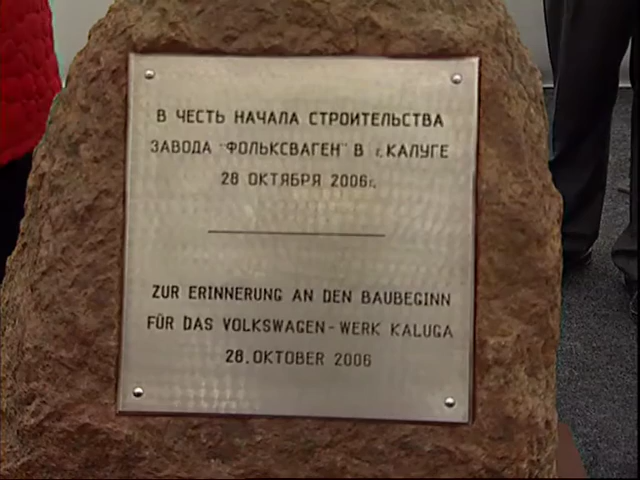 В ЧЕСТЬ НАЧАЛА СТРОИТЕЛЬСТВА
ЗАВОДА "ФОЛЬКСВАГЕН" В г.КАЛУГЕ
28 ОКТЯБРЯ 2006г.
ZUR ERINNERUNG AN DEN BAUBEGINN
FÜR DAS VOLKSWAGEN-WERK KALUGA
28.OKTOBER 2006